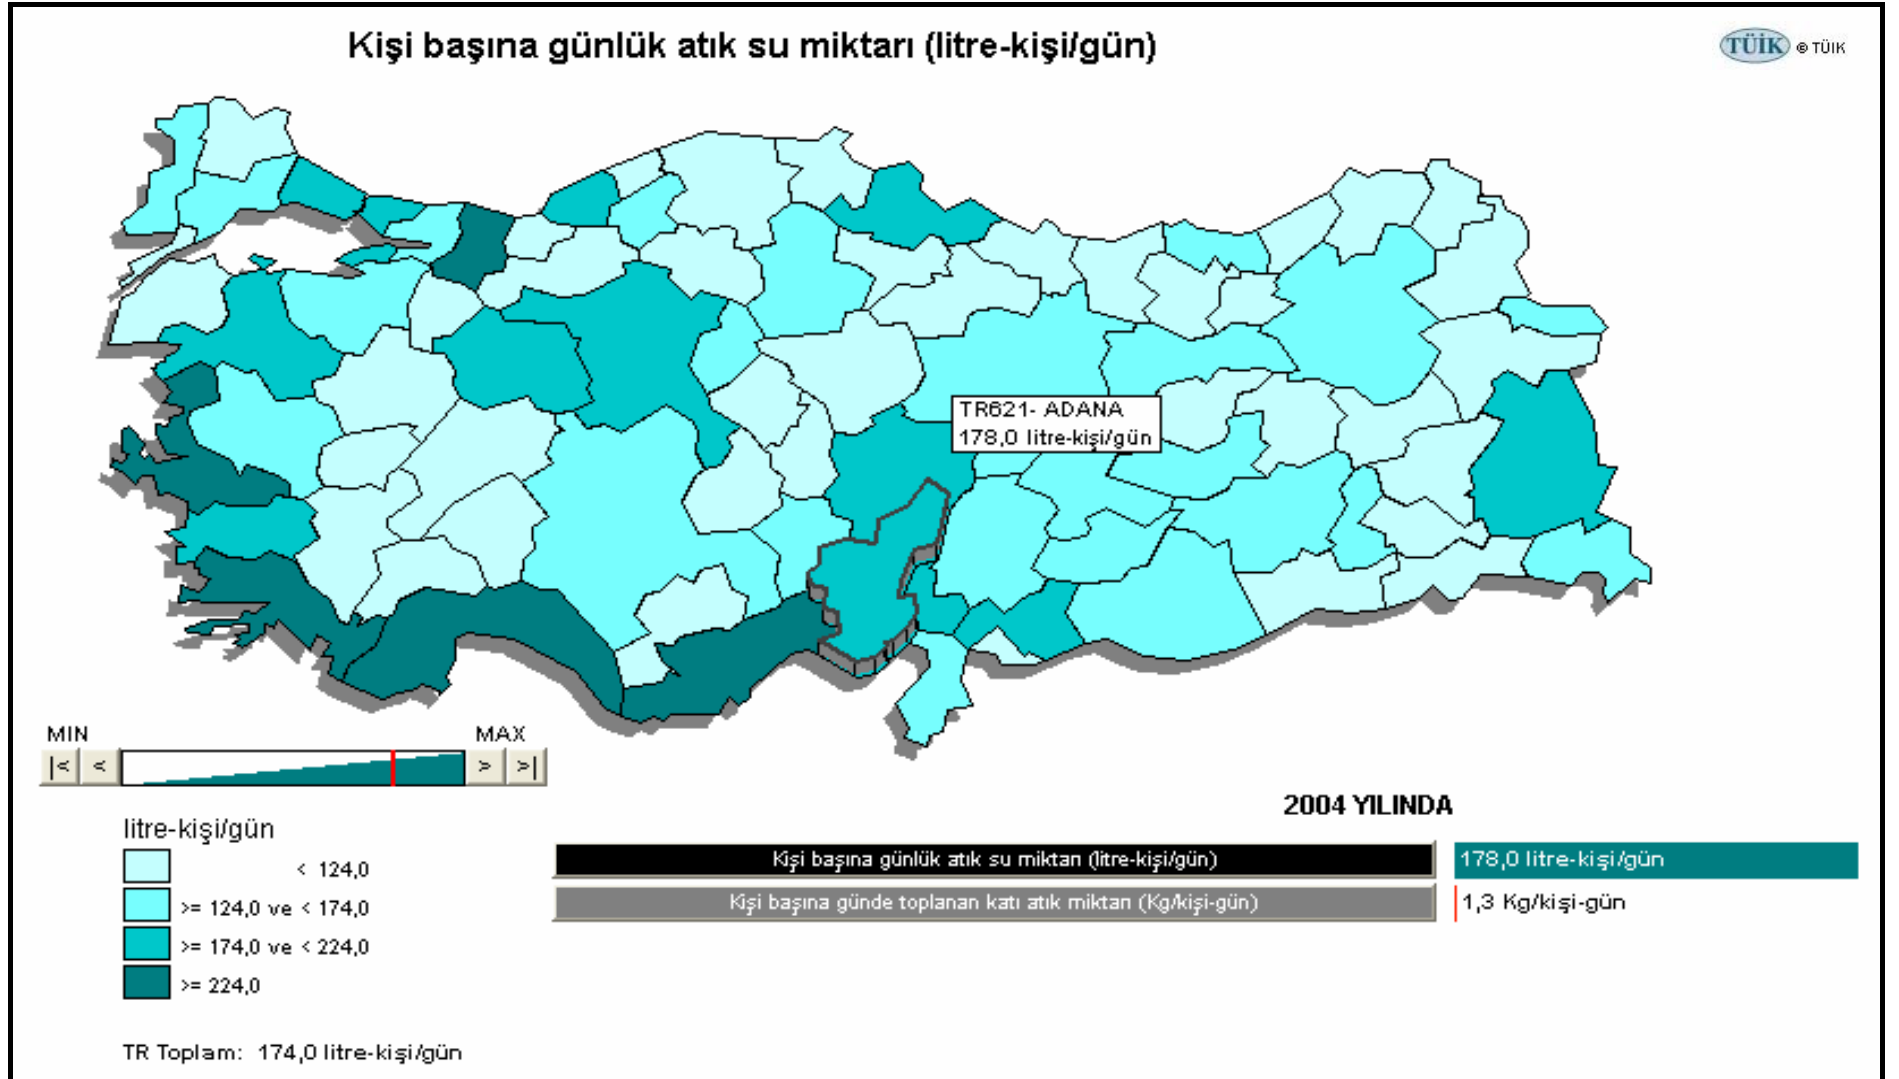 Kişi başına günlük atık su miktarı (litre-kişi/gün)
TÜİK © TÜIK
TR621- ADANA
178,0 litre-kişi/gün
MIN MAX
|< < > >|
2004 YILINDA
litre-kişi/gün
< 124,0
>= 124,0 ve < 174,0
>= 174,0 ve < 224,0
>= 224,0
Kişi başına günlük atık su miktarı (litre-kişi/gün) 178,0 litre-kişi/gün
Kişi başına günde toplanan katı atık miktarı (Kg/kişi-gün) 1,3 Kg/kişi-gün
TR Toplam: 174,0 litre-kişi/gün